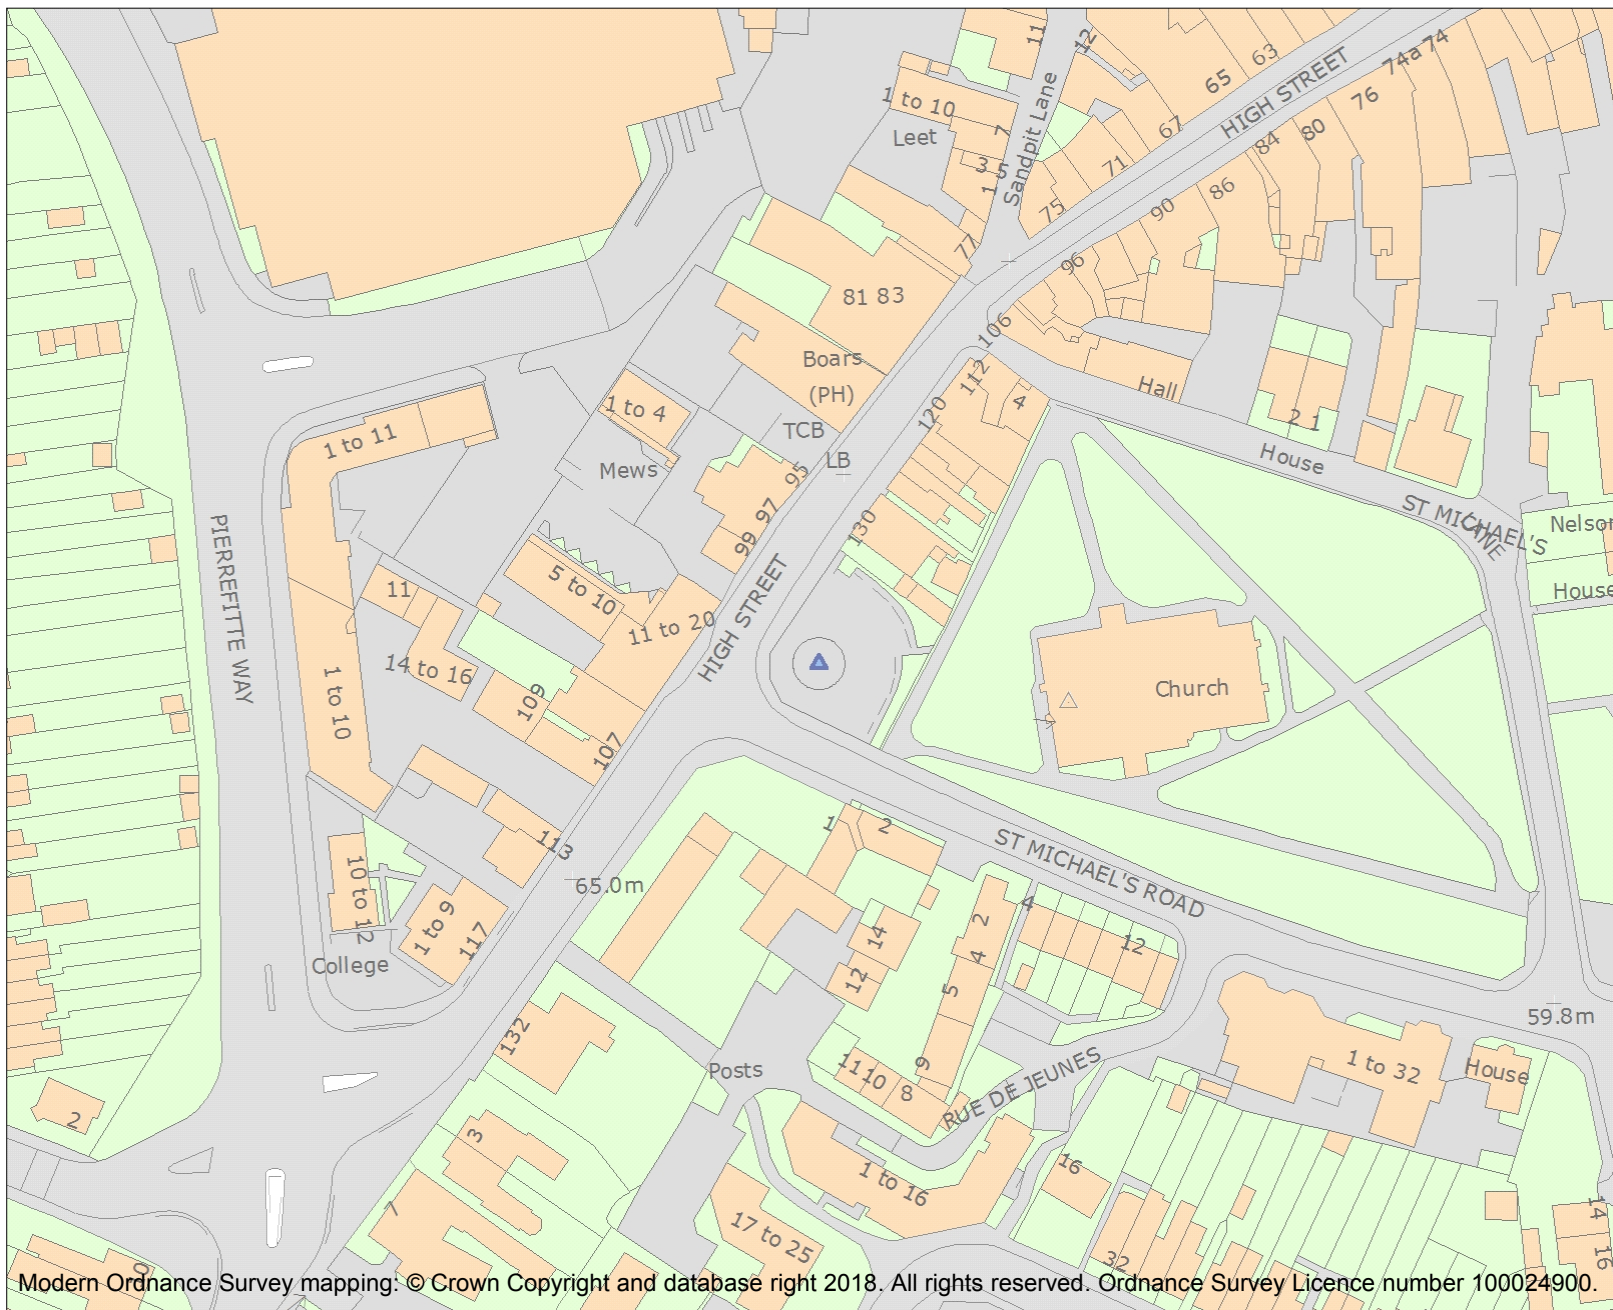 11
12
65
63
74a 74
HIGH STREET
76
1 to 10
Leet
7
Sandpit Lane
67
84
80
3 5
1
71
86
75
90
77
96
81 83
106
Boars
(PH)
112
4
Hall
1 to 4
120
2 1
1 to 11
TCB
LB
House
Mews
95
97
99
130
ST MICHAEL'S
LANE
Nelson
House
PIERREFITTE WAY
11
5 to 10
11 to 20
HIGH STREET
14 to 16
1 to 10
109
107
Church
113
1
2
ST MICHAEL'S ROAD
65.0m
10 to 12
1 to 9
117
College
14
12
2
4
5
9
4
12
132
Posts
11
10
8
RUE DE JEUNES
59.8m
1 to 32
House
2
3
7
1 to 16
16
17 to 25
32
14
16
10
Modern Ordnance Survey mapping: © Crown Copyright and database right 2018. All rights reserved. Ordnance Survey Licence number 100024900.